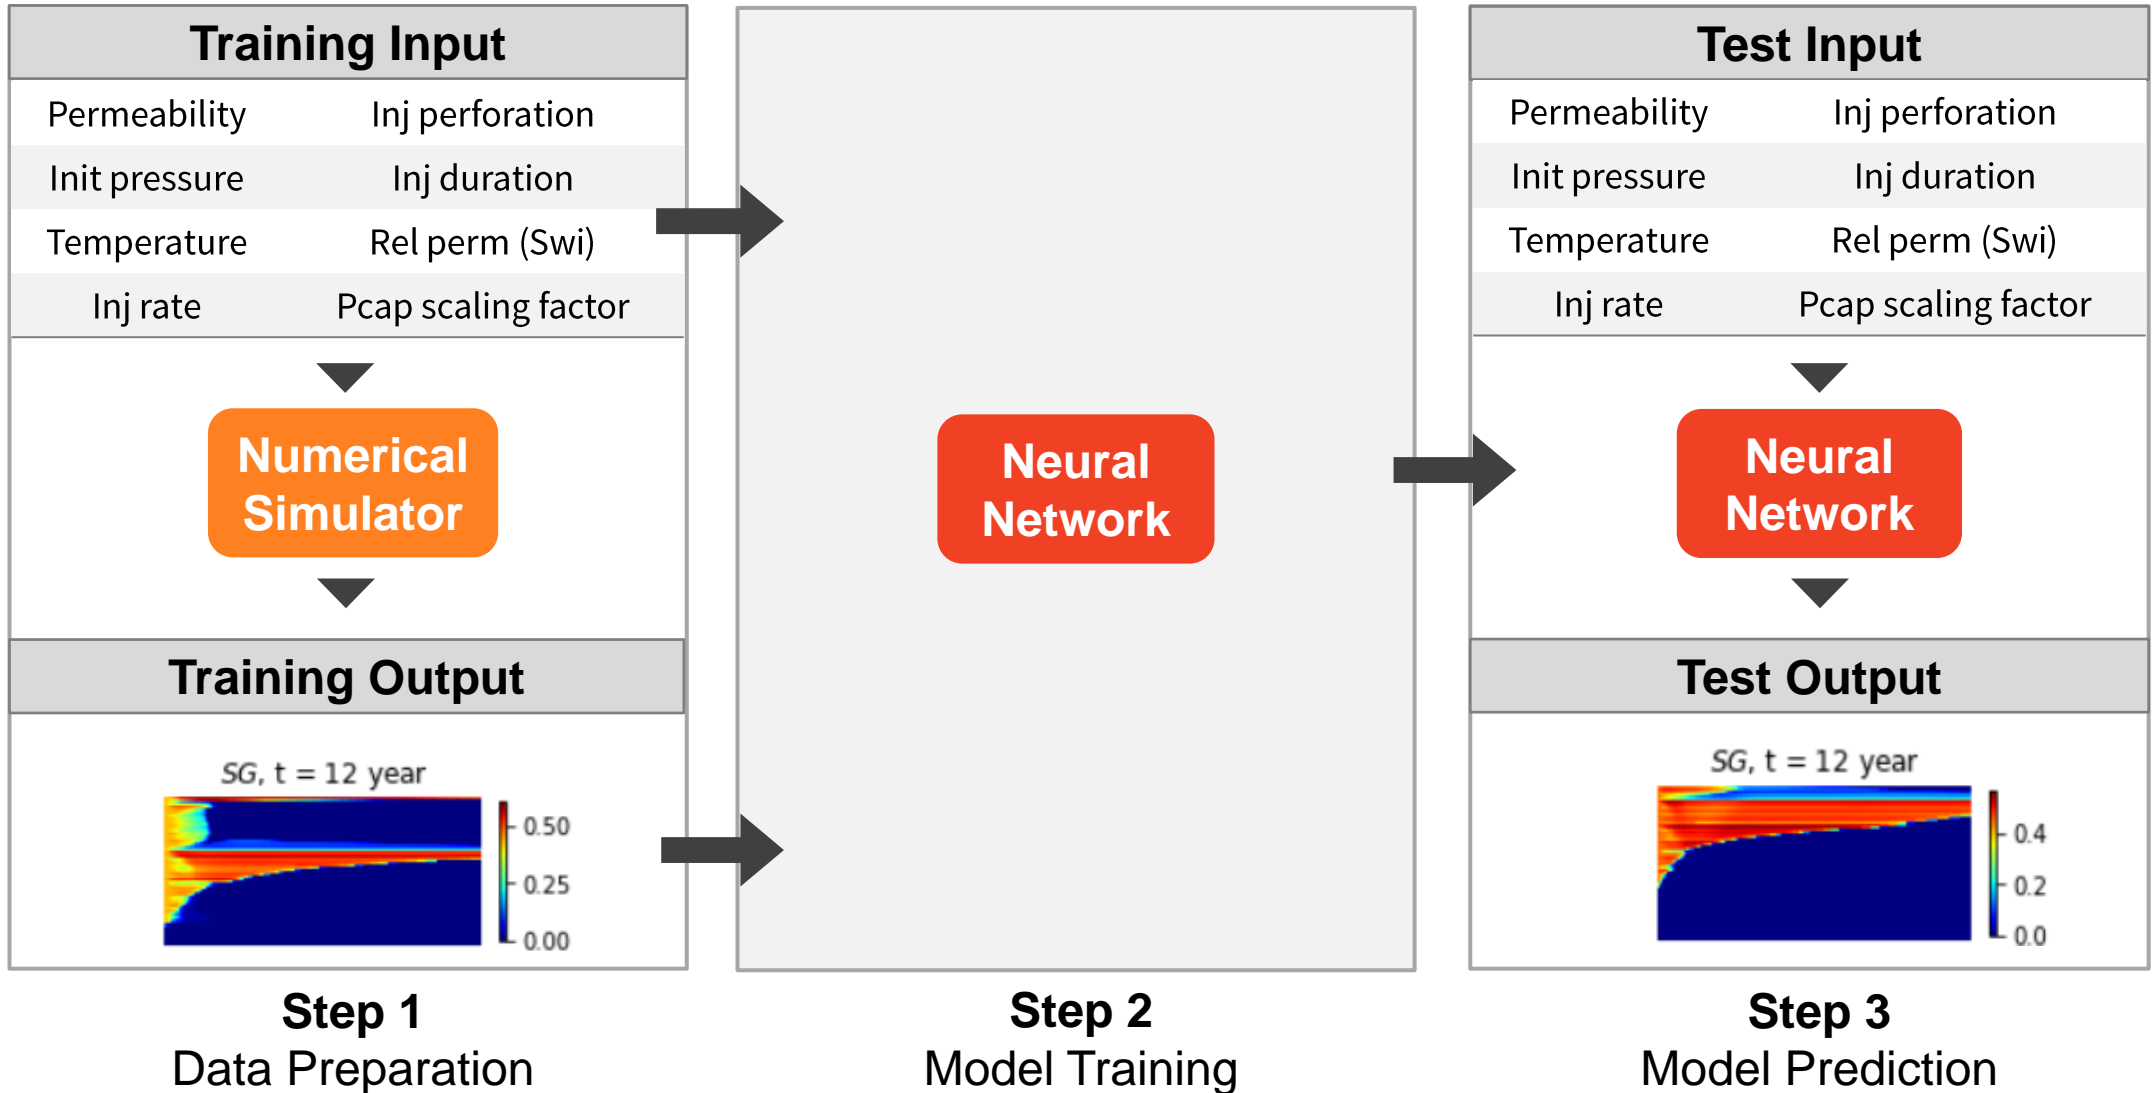 Training Input
Permeability Inj perforation
Init pressure Inj duration
Temperature Rel perm (Swi)
Inj rate Pcap scaling factor
Numerical
Simulator
Training Output
SG, t = 12 year
0.50
0.25
0.00
Step 1
Data Preparation
Neural
Network
Step 2
Model Training
Test Input
Permeability Inj perforation
Init pressure Inj duration
Temperature Rel perm (Swi)
Inj rate Pcap scaling factor
Neural
Network
Test Output
SG, t = 12 year
0.4
0.2
0.0
Step 3
Model Prediction